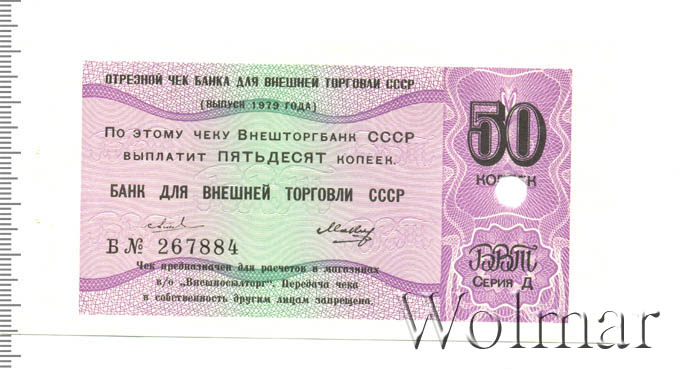 ОТРЕЗНОЙ ЧЕК БАНКА ДЛЯ ВНЕШНЕЙ ТОРГОВЛИ СССР
(ВЫПУСК 1979 ГОДА)
По этому чеку Внешторгбанк СССР
выплатит ПЯТЬДЕСЯТ копеек.
БАНК ДЛЯ ВНЕШНЕЙ ТОРГОВЛИ СССР
Б № 267884
Чек предназначен для расчетов в магазинах
в/о „Внешпосылторг". Передача чека
в собственность другим лицам запрещена.
50
КОПЕЕК
ВВТ
Серия Д
Wolmar